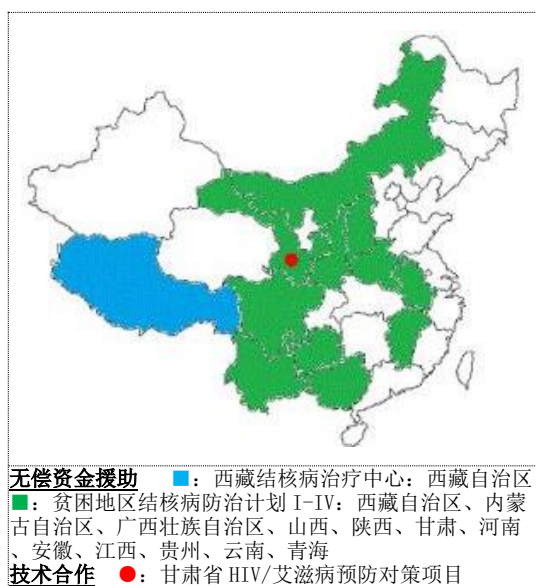 无偿资金援助 ■：西藏结核病治疗中心：西藏自治区
■：贫困地区结核病防治计划 I-IV：西藏自治区、内蒙
古自治区、广西壮族自治区、山西、陕西、甘肃、河南
、安徽、江西、贵州、云南、青海
技术合作 ●：甘肃省 HIV/艾滋病预防对策项目